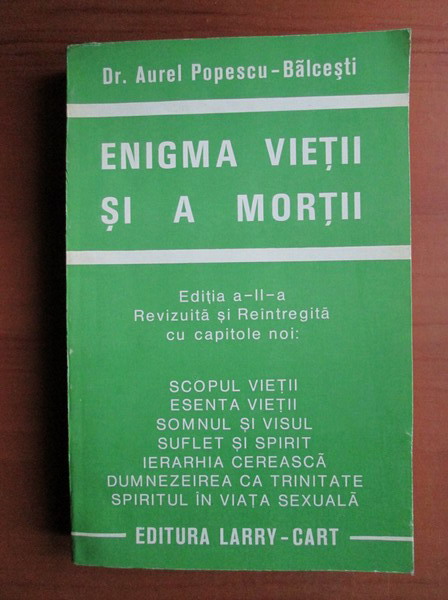 Dr. Aurel Popescu-Bălcești
ENIGMA VIEȚII
ȘI A MORȚII
Ediția a-II-a
Revizuită și Reintregită
cu capitole noi:
SCOPUL VIEȚII
ESENTA VIEȚII
SOMNUL ȘI VISUL
SUFLET ȘI SPIRIT
IERARHIA CEREASCĂ
DUMNEZEIREA CA TRINITATE
SPIRITUL ÎN VIAȚA SEXUALĂ
EDITURA LARRY-CART